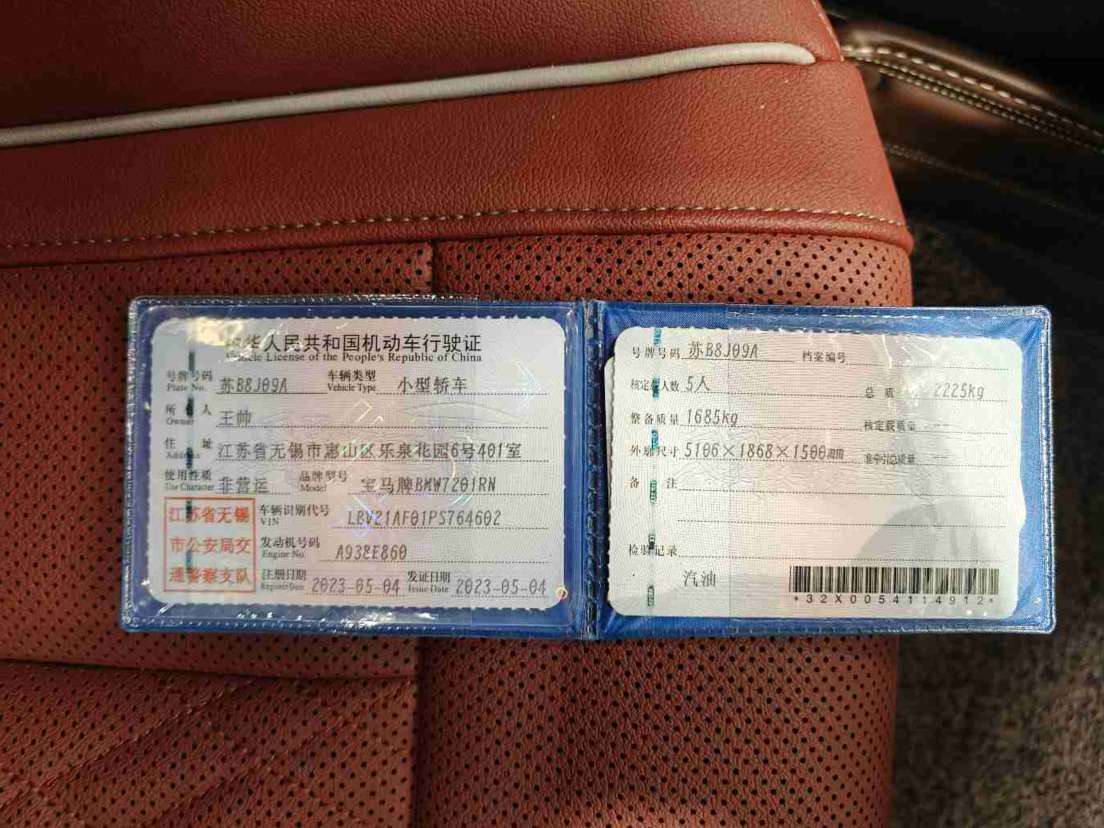 中华人民共和国机动车行驶证
Vehicle License of the People's Republic of China
号牌号码 Plate No. 苏B8J09A 车辆类型 Vehicle Type 小型轿车
所有人 Owner 王帅
住址 Address 江苏省无锡市惠山区乐泉花园6号401室
使用性质 Use Character 非营运 品牌型号 Model 宝马牌BMW7201RN
江苏省无锡
市公安局交
通警察支队
车辆识别代号 VIN LBV21AF01PS764602
发动机号码 Engine No. A938E860
注册日期 Register Date 2023-05-04 发证日期 Issue Date 2023-05-04
号牌号码 苏B8J09A 档案编号
核定载人数 5人 总质量 2225kg
整备质量 1685kg 核定载质量 --
外廓尺寸 5106×1868×1500mm 准牵引总质量 --
备注
检验记录
汽油
*32X0054114912*